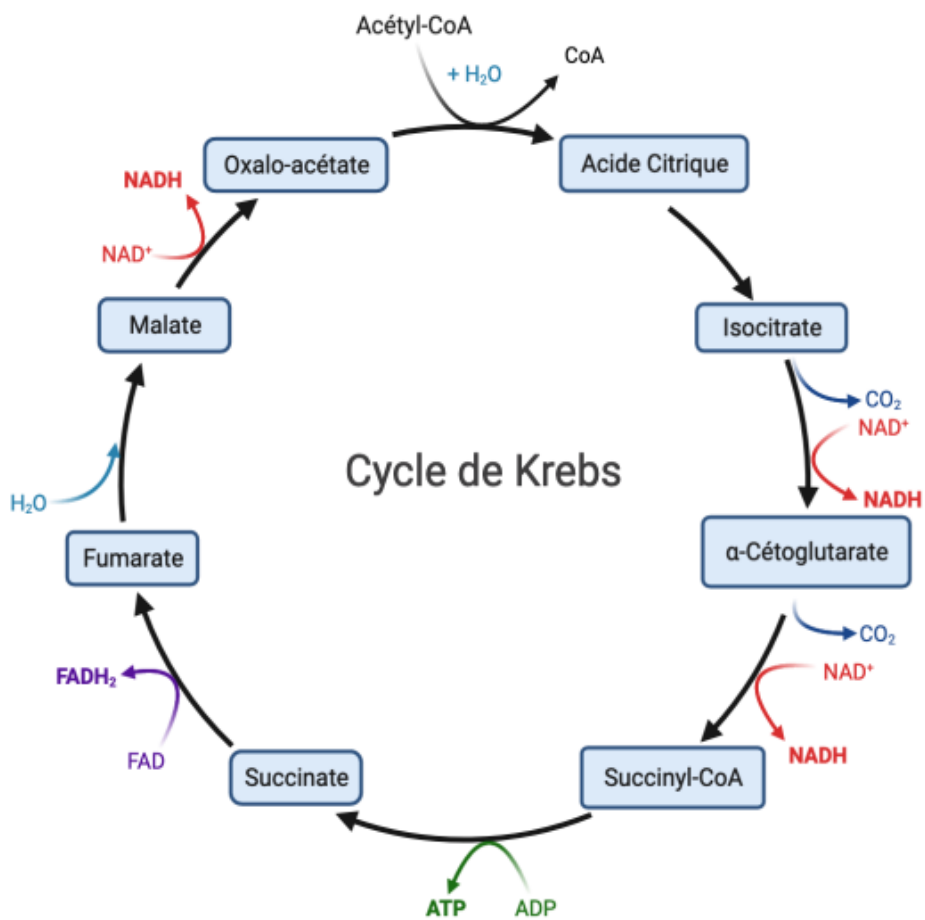 Acétyl-CoA
+ H₂O
CoA
Oxalo-acétate
Acide Citrique
NADH
NAD⁺
Malate
Isocitrate
CO₂
NAD⁺
NADH
Cycle de Krebs
H₂O
Fumarate
α-Cétoglutarate
CO₂
NAD⁺
NADH
FADH₂
FAD
Succinate
Succinyl-CoA
ATP
ADP